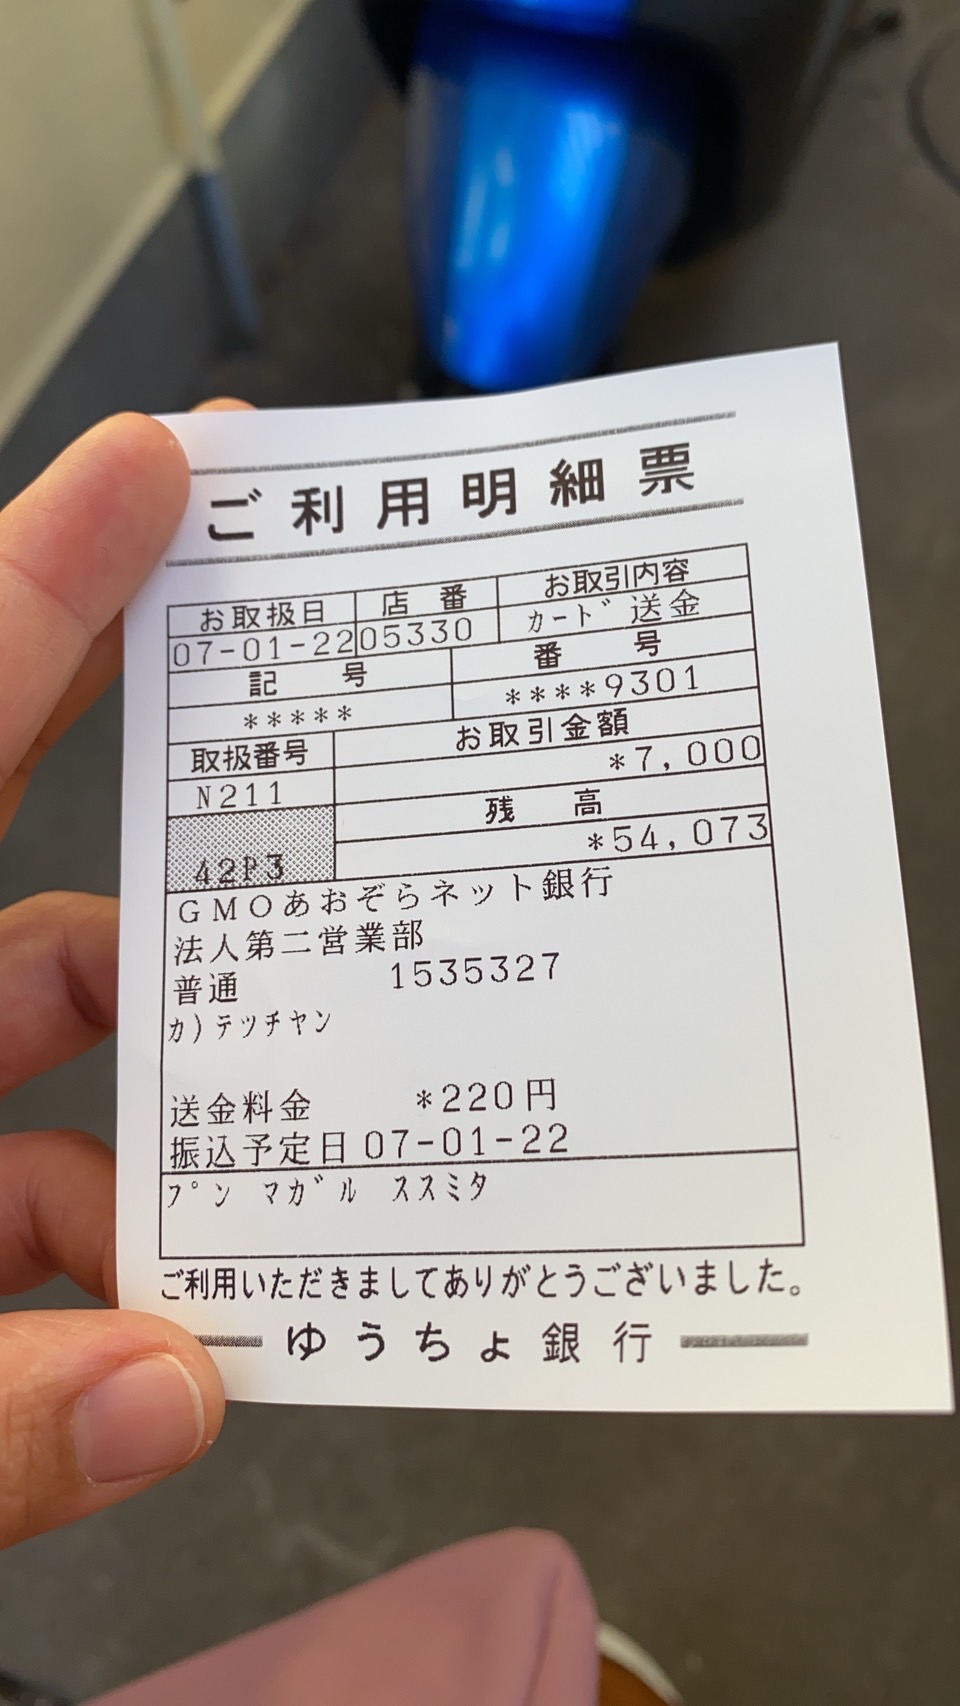 ご利用明細票
お取扱日 店番 お取引内容
07-01-22 05330 カード 送金
記号 番号
***** ****9301
取扱番号 お取引金額
N211 *7,000
残高
42P3 *54,073
GMOあおぞらネット銀行
法人第二営業部
普通 1535327
カ)テツチヤン
送金料金 *220円
振込予定日 07-01-22
プン マガル ススミタ
ご利用いただきましてありがとうございました。
ゆうちょ銀行